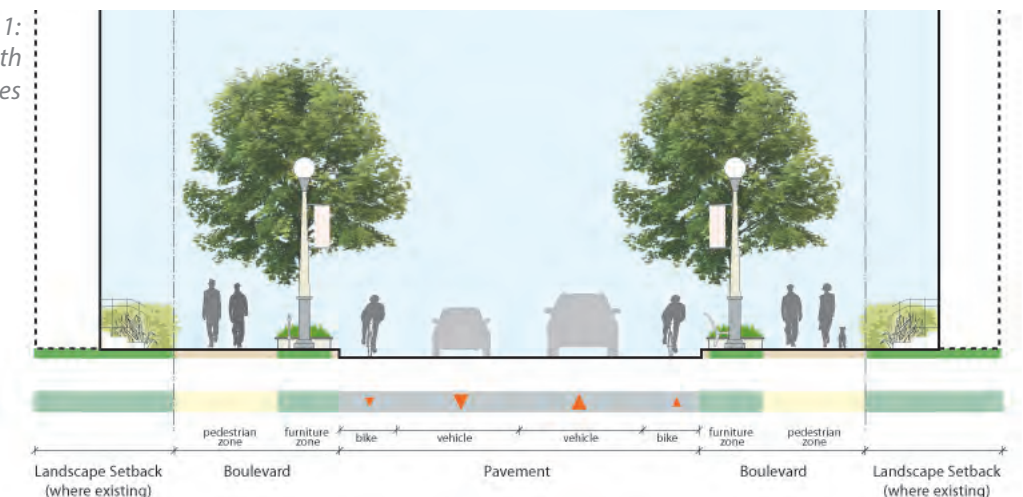 1:
th
es
pedestrian zone
furniture zone
bike
vehicle
vehicle
bike
furniture zone
pedestrian zone
Landscape Setback
(where existing)
Boulevard
Pavement
Boulevard
Landscape Setback
(where existing)